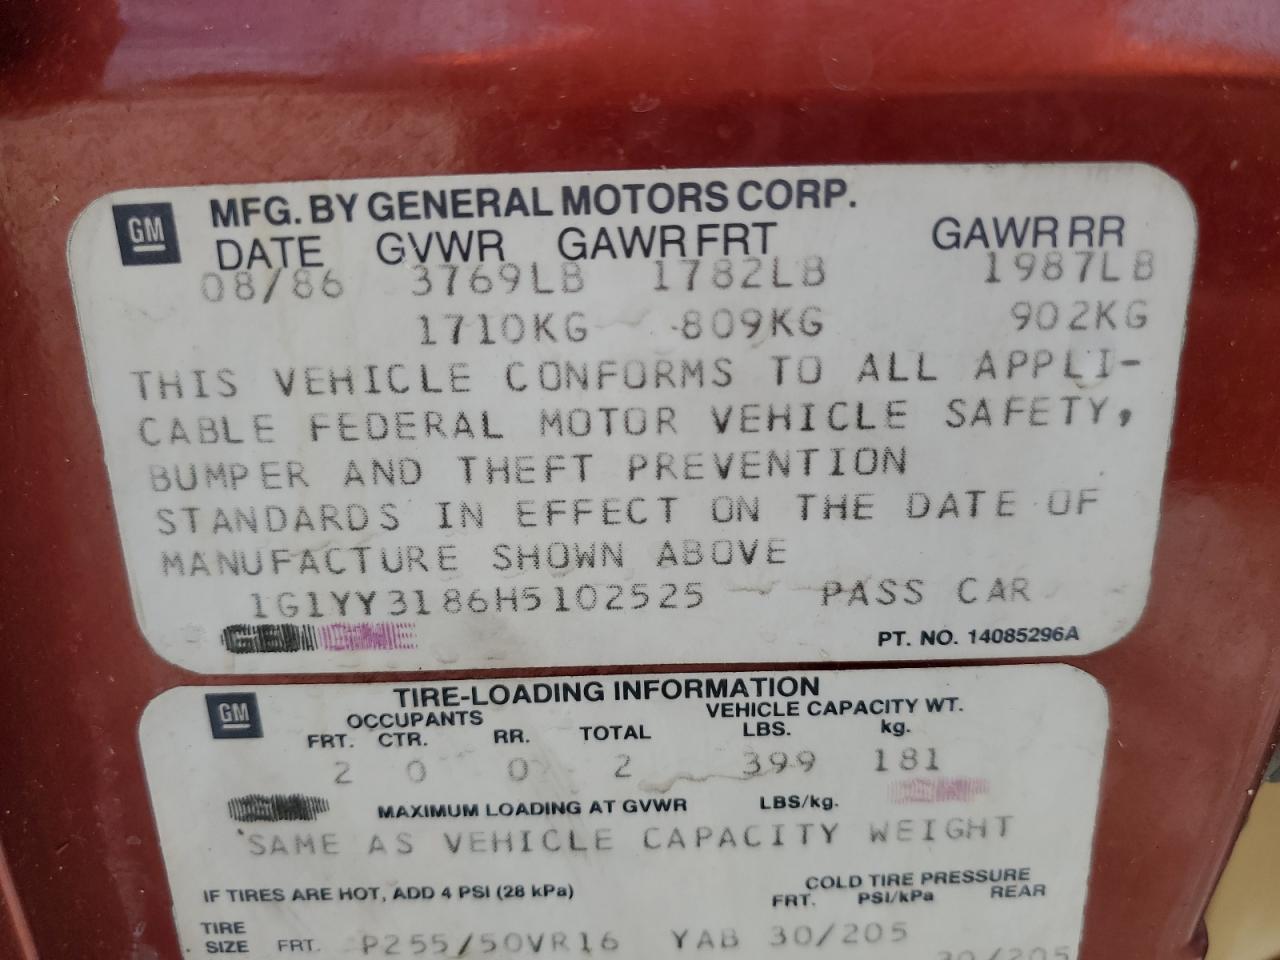 GM MFG. BY GENERAL MOTORS CORP.
DATE GVWR GAWR FRT GAWR RR
08/86 3769LB 1782LB 1987LB
1710KG 809KG 902KG
THIS VEHICLE CONFORMS TO ALL APPLI-
CABLE FEDERAL MOTOR VEHICLE SAFETY,
BUMPER AND THEFT PREVENTION
STANDARDS IN EFFECT ON THE DATE OF
MANUFACTURE SHOWN ABOVE
1G1YY3186H5102525 PASS CAR
PT. NO. 14085296A
GM TIRE-LOADING INFORMATION
OCCUPANTS VEHICLE CAPACITY WT.
FRT. CTR. RR. TOTAL LBS. kg.
2 0 0 2 399 181
MAXIMUM LOADING AT GVWR LBS/kg.
SAME AS VEHICLE CAPACITY WEIGHT
IF TIRES ARE HOT, ADD 4 PSI (28 kPa) COLD TIRE PRESSURE
FRT. PSI/kPa REAR
TIRE
SIZE FRT. P255/50VR16 YAB 30/205
30/205